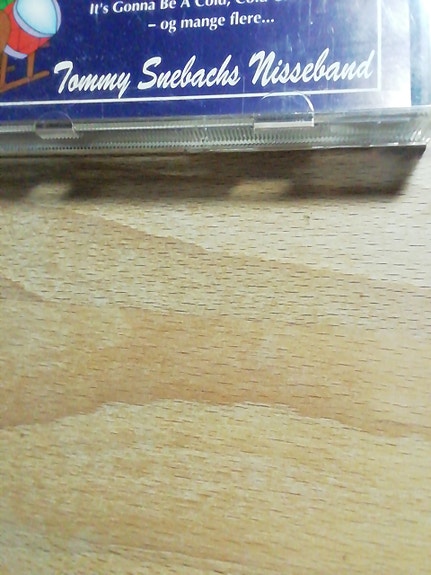 It's Gonna Be A Cold, Cold
– og mange flere...
Tommy Snebachs Nisseband